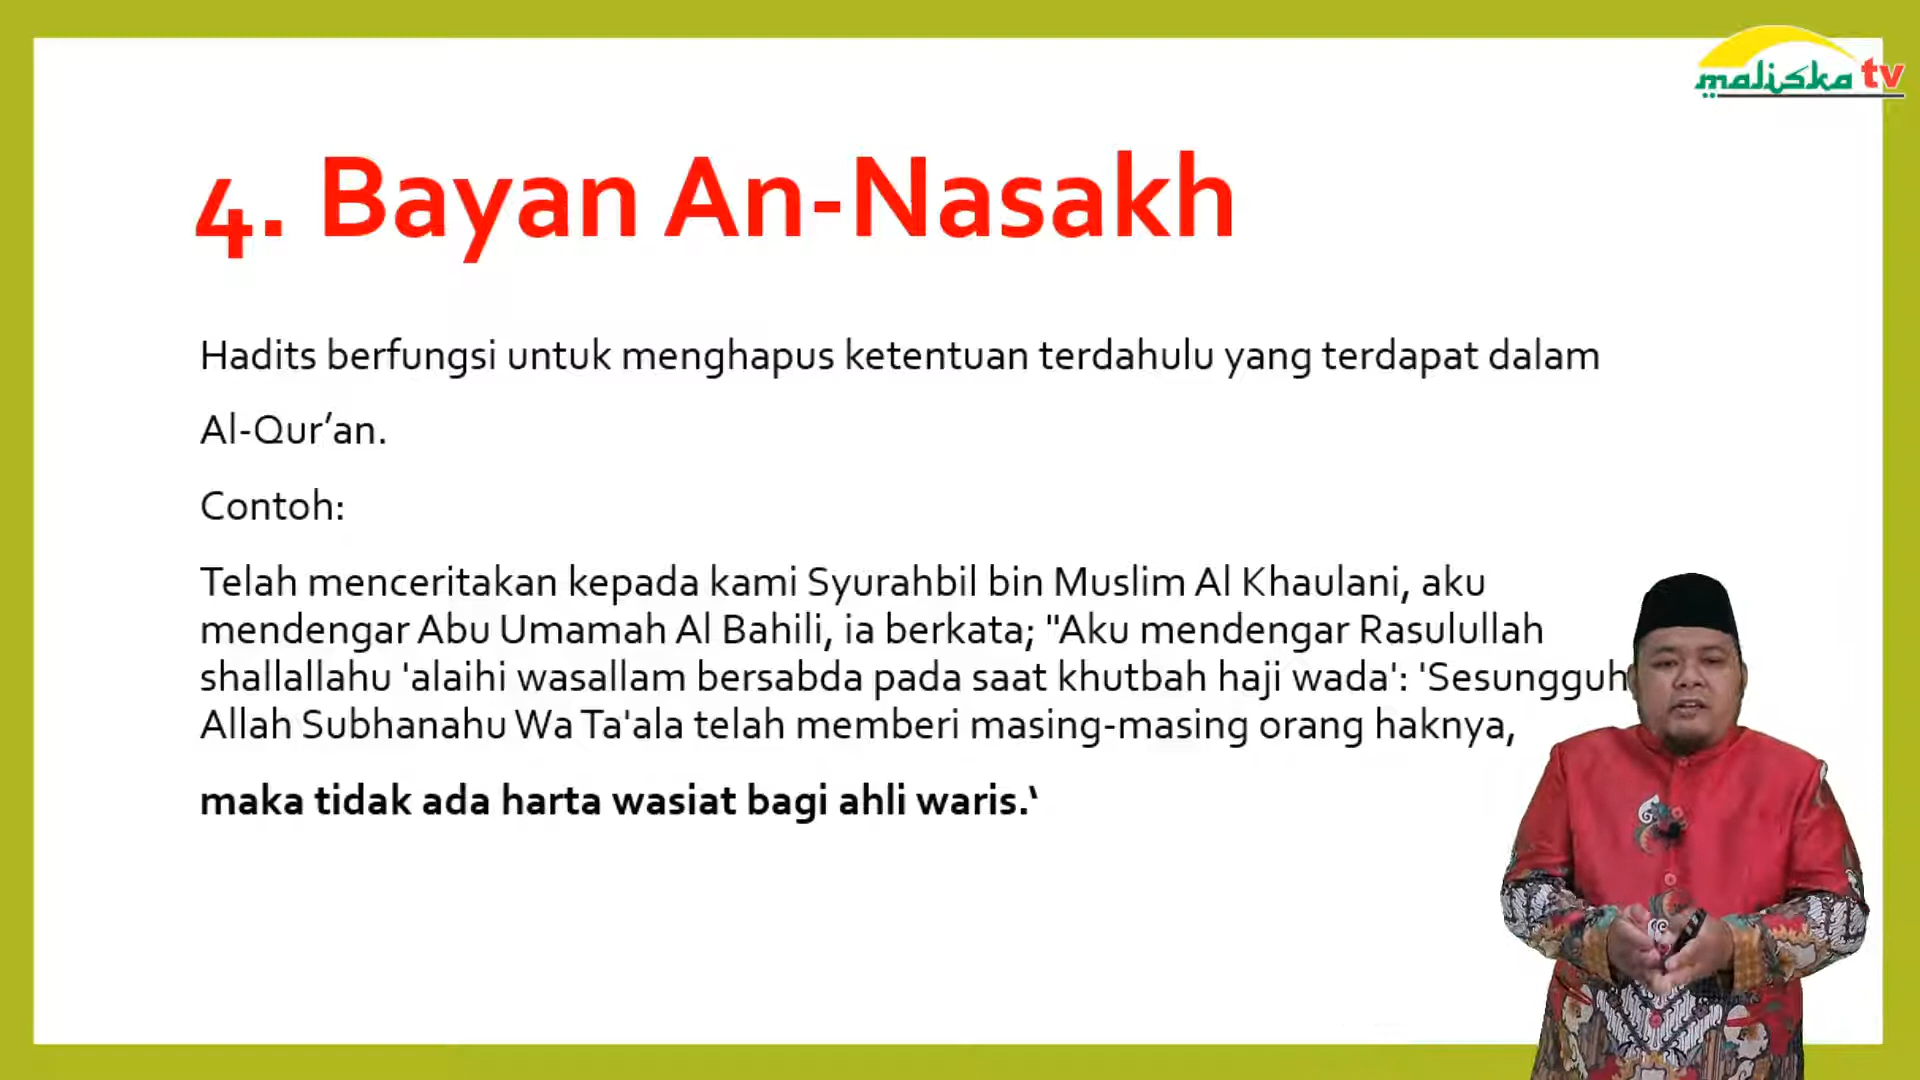 maliska tv
4. Bayan An-Nasakh
Hadits berfungsi untuk menghapus ketentuan terdahulu yang terdapat dalam
Al-Qur’an.
Contoh:
Telah menceritakan kepada kami Syurahbil bin Muslim Al Khaulani, aku
mendengar Abu Umamah Al Bahili, ia berkata; "Aku mendengar Rasulullah
shallallahu 'alaihi wasallam bersabda pada saat khutbah haji wada': 'Sesungguh
Allah Subhanahu Wa Ta'ala telah memberi masing-masing orang haknya,
maka tidak ada harta wasiat bagi ahli waris.‘